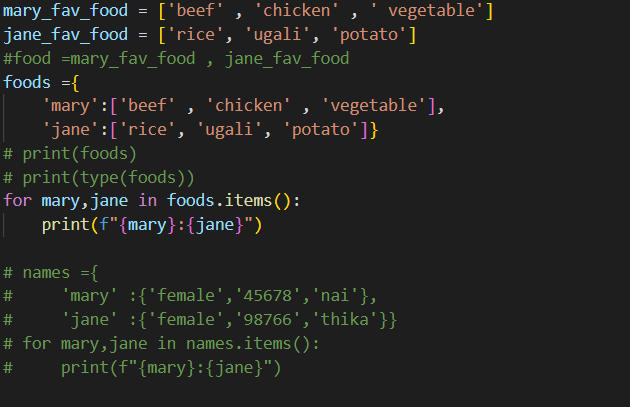 mary_fav_food = ['beef' , 'chicken' , ' vegetable']
jane_fav_food = ['rice', 'ugali', 'potato']
#food =mary_fav_food , jane_fav_food
foods ={
    'mary':['beef' , 'chicken' , 'vegetable'],
    'jane':['rice', 'ugali', 'potato']}
# print(foods)
# print(type(foods))
for mary,jane in foods.items():
    print(f"{mary}:{jane}")

# names ={
#     'mary' :{'female','45678','nai'},
#     'jane' :{'female','98766','thika'}}
# for mary,jane in names.items():
#     print(f"{mary}:{jane}")